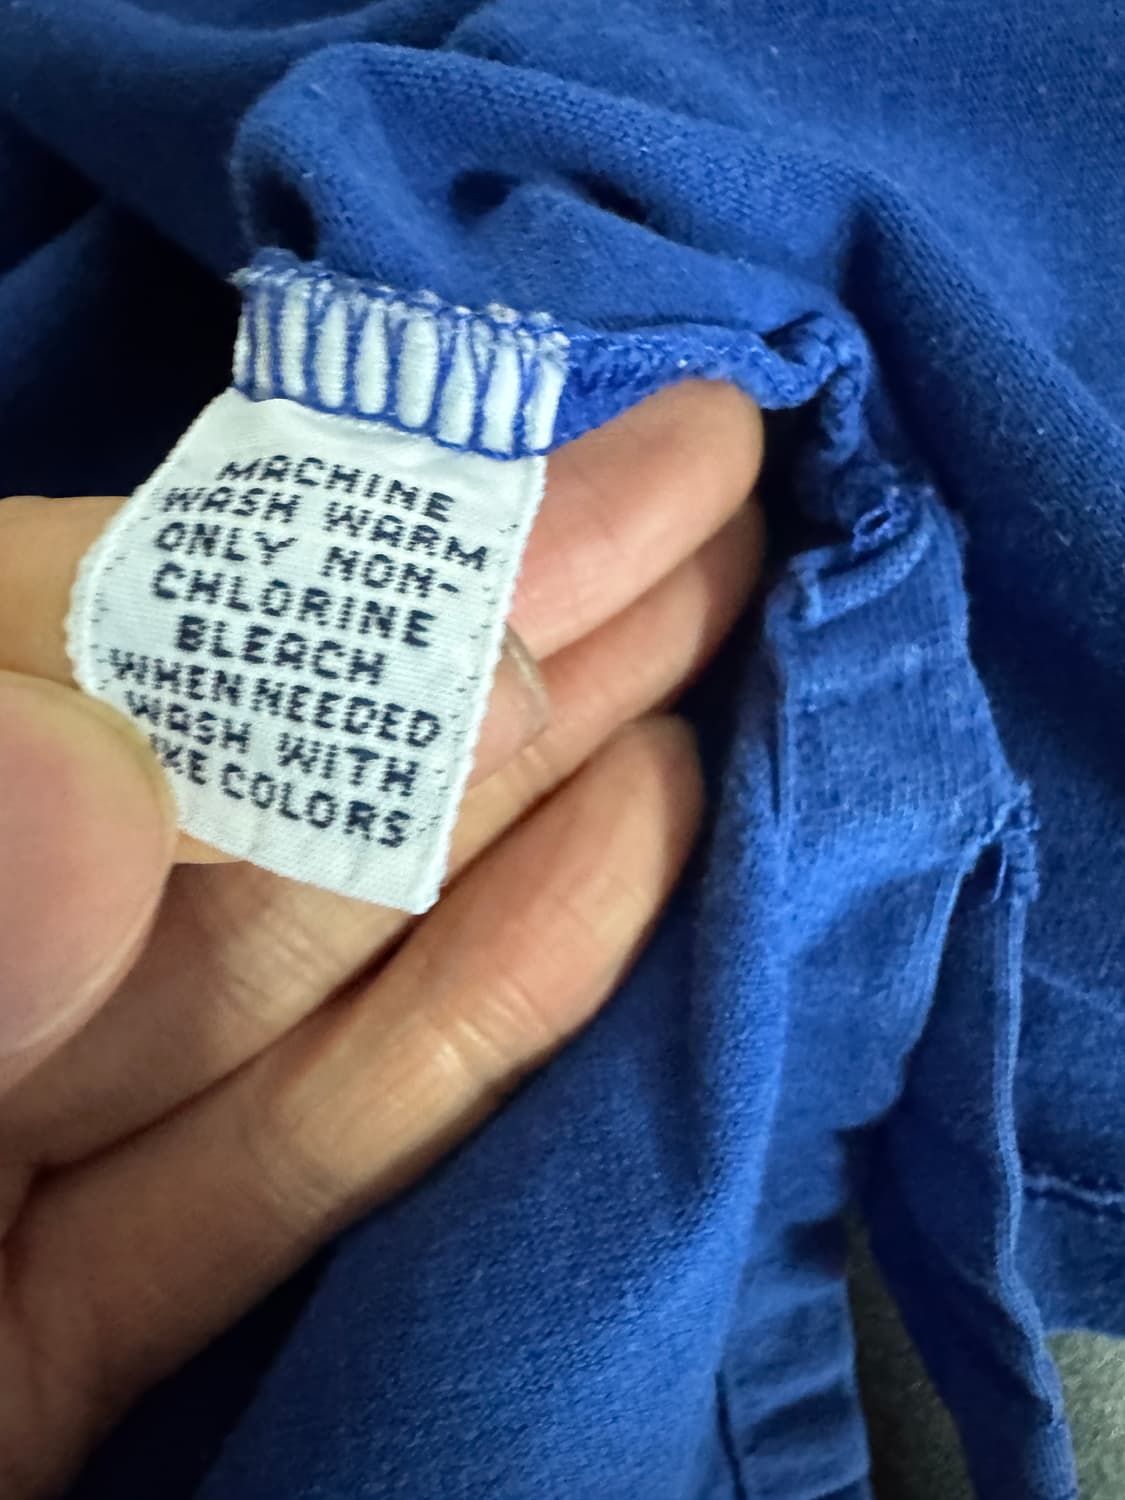 MACHINE
WASH WARM
ONLY NON-
CHLORINE
BLEACH
WHEN NEEDED
WASH WITH
COLORS